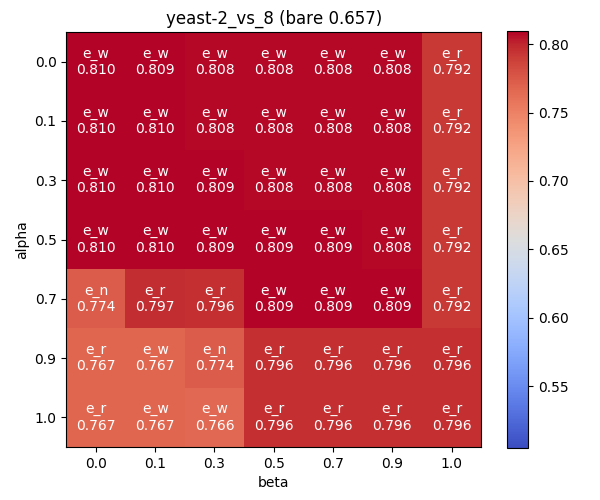 yeast-2_vs_8 (bare 0.657)
alpha
0.0
e_w e_w e_w e_w e_w e_w e_r
0.810 0.809 0.808 0.808 0.808 0.808 0.792
0.1
e_w e_w e_w e_w e_w e_w e_r
0.810 0.810 0.808 0.808 0.808 0.808 0.792
0.3
e_w e_w e_w e_w e_w e_w e_r
0.810 0.810 0.809 0.808 0.808 0.808 0.792
0.5
e_w e_w e_w e_w e_w e_w e_r
0.810 0.810 0.809 0.809 0.809 0.808 0.792
0.7
e_n e_r e_r e_w e_w e_w e_r
0.774 0.797 0.796 0.809 0.809 0.809 0.792
0.9
e_r e_w e_n e_r e_r e_r e_r
0.767 0.767 0.774 0.796 0.796 0.796 0.796
1.0
e_r e_w e_w e_r e_r e_r e_r
0.767 0.767 0.766 0.796 0.796 0.796 0.796
0.0 0.1 0.3 0.5 0.7 0.9 1.0
beta
0.80
0.75
0.70
0.65
0.60
0.55